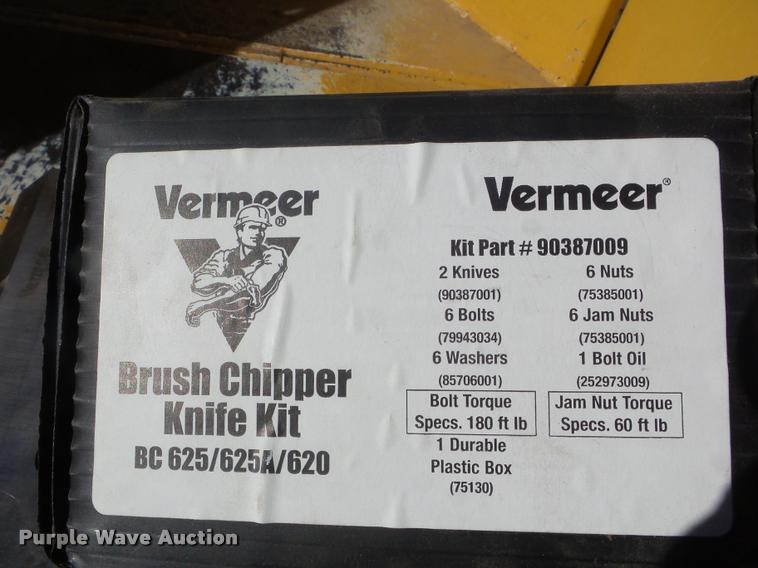 Vermeer®
Brush Chipper
Knife Kit
BC 625/625A/620
Vermeer®
Kit Part # 90387009
2 Knives
(90387001)
6 Bolts
(79943034)
6 Washers
(85706001)
Bolt Torque
Specs. 180 ft lb
1 Durable
Plastic Box
(75130)
6 Nuts
(75385001)
6 Jam Nuts
(75385001)
1 Bolt Oil
(252973009)
Jam Nut Torque
Specs. 60 ft lb
Purple Wave Auction